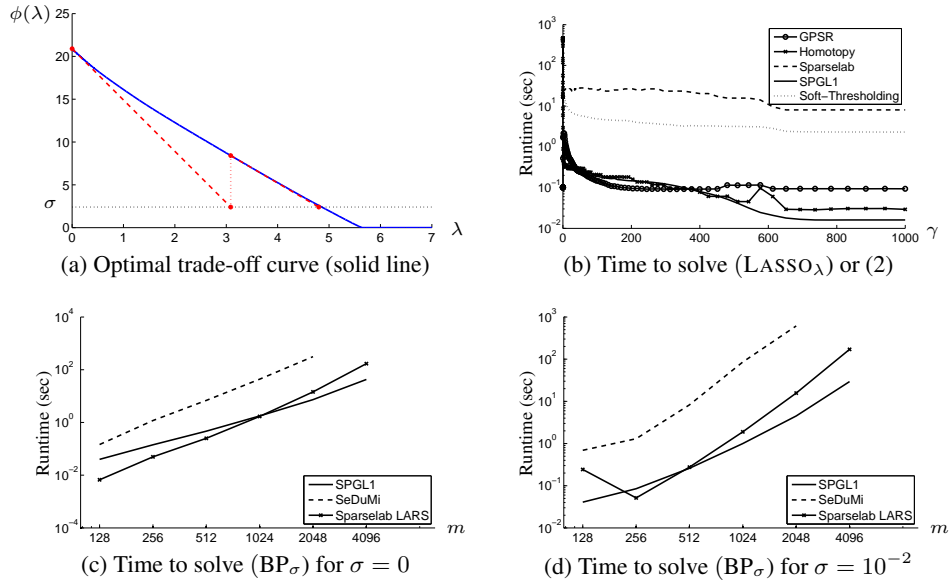 φ(λ)
25
20
15
10
5
0
σ
0 1 2 3 4 5 6 7 λ
(a) Optimal trade-off curve (solid line)
10^3
10^2
10^1
10^0
10^-1
10^-2
Runtime (sec)
GPSR
Homotopy
Sparselab
SPGL1
Soft-Thresholding
0 200 400 600 800 1000 γ
(b) Time to solve (LASSO_λ) or (2)
10^4
10^2
10^0
10^-2
10^-4
Runtime (sec)
SPGL1
SeDuMi
Sparselab LARS
128 256 512 1024 2048 4096 m
(c) Time to solve (BP_σ) for σ = 0
10^3
10^2
10^1
10^0
10^-1
10^-2
Runtime (sec)
SPGL1
SeDuMi
Sparselab LARS
128 256 512 1024 2048 4096 m
(d) Time to solve (BP_σ) for σ = 10^-2